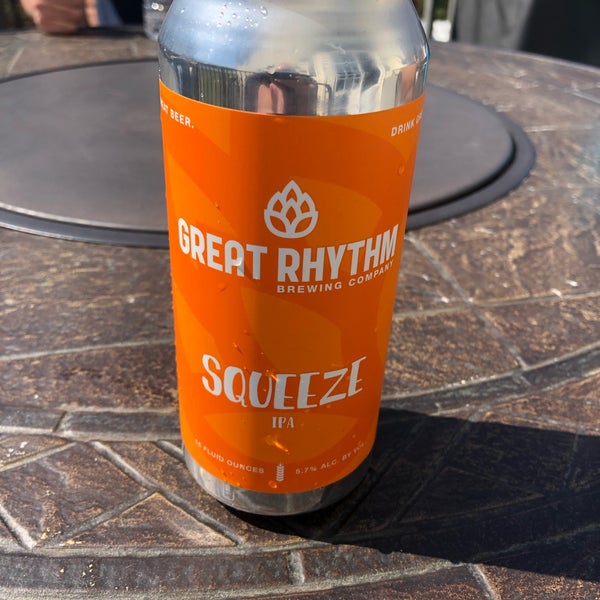 BEER.
DRINK
GREAT RHYTHM
BREWING COMPANY
SQUEEZE
IPA
16 FLUID OUNCES 5.7% ALC. BY VOL